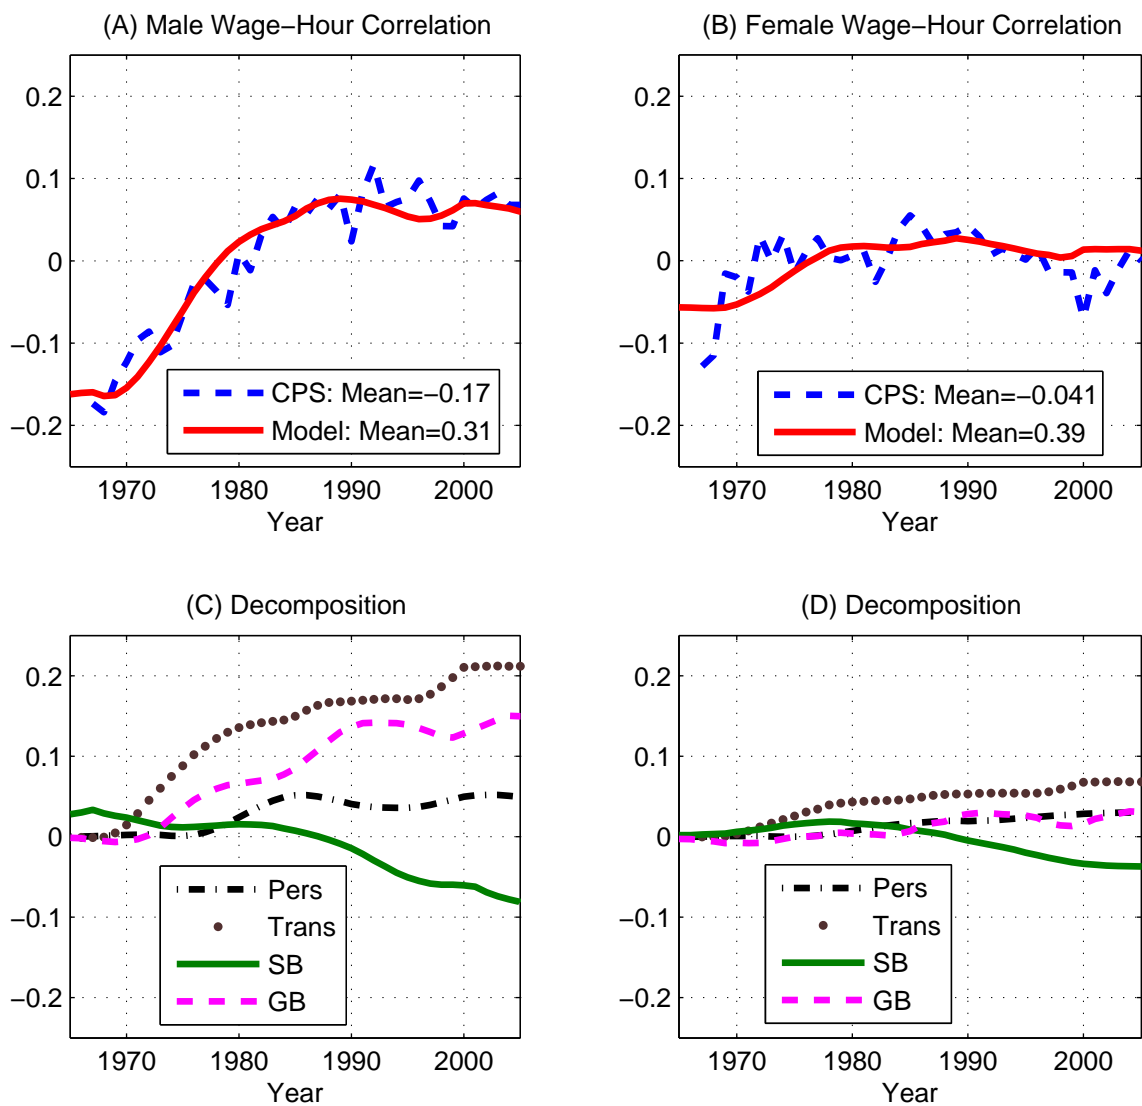 (A) Male Wage−Hour Correlation
0.2
0.1
0
−0.1
−0.2
CPS: Mean=−0.17
Model: Mean=0.31
1970 1980 1990 2000
Year
(B) Female Wage−Hour Correlation
0.2
0.1
0
−0.1
−0.2
CPS: Mean=−0.041
Model: Mean=0.39
1970 1980 1990 2000
Year
(C) Decomposition
0.2
0.1
0
−0.1
−0.2
Pers
Trans
SB
GB
1970 1980 1990 2000
Year
(D) Decomposition
0.2
0.1
0
−0.1
−0.2
Pers
Trans
SB
GB
1970 1980 1990 2000
Year